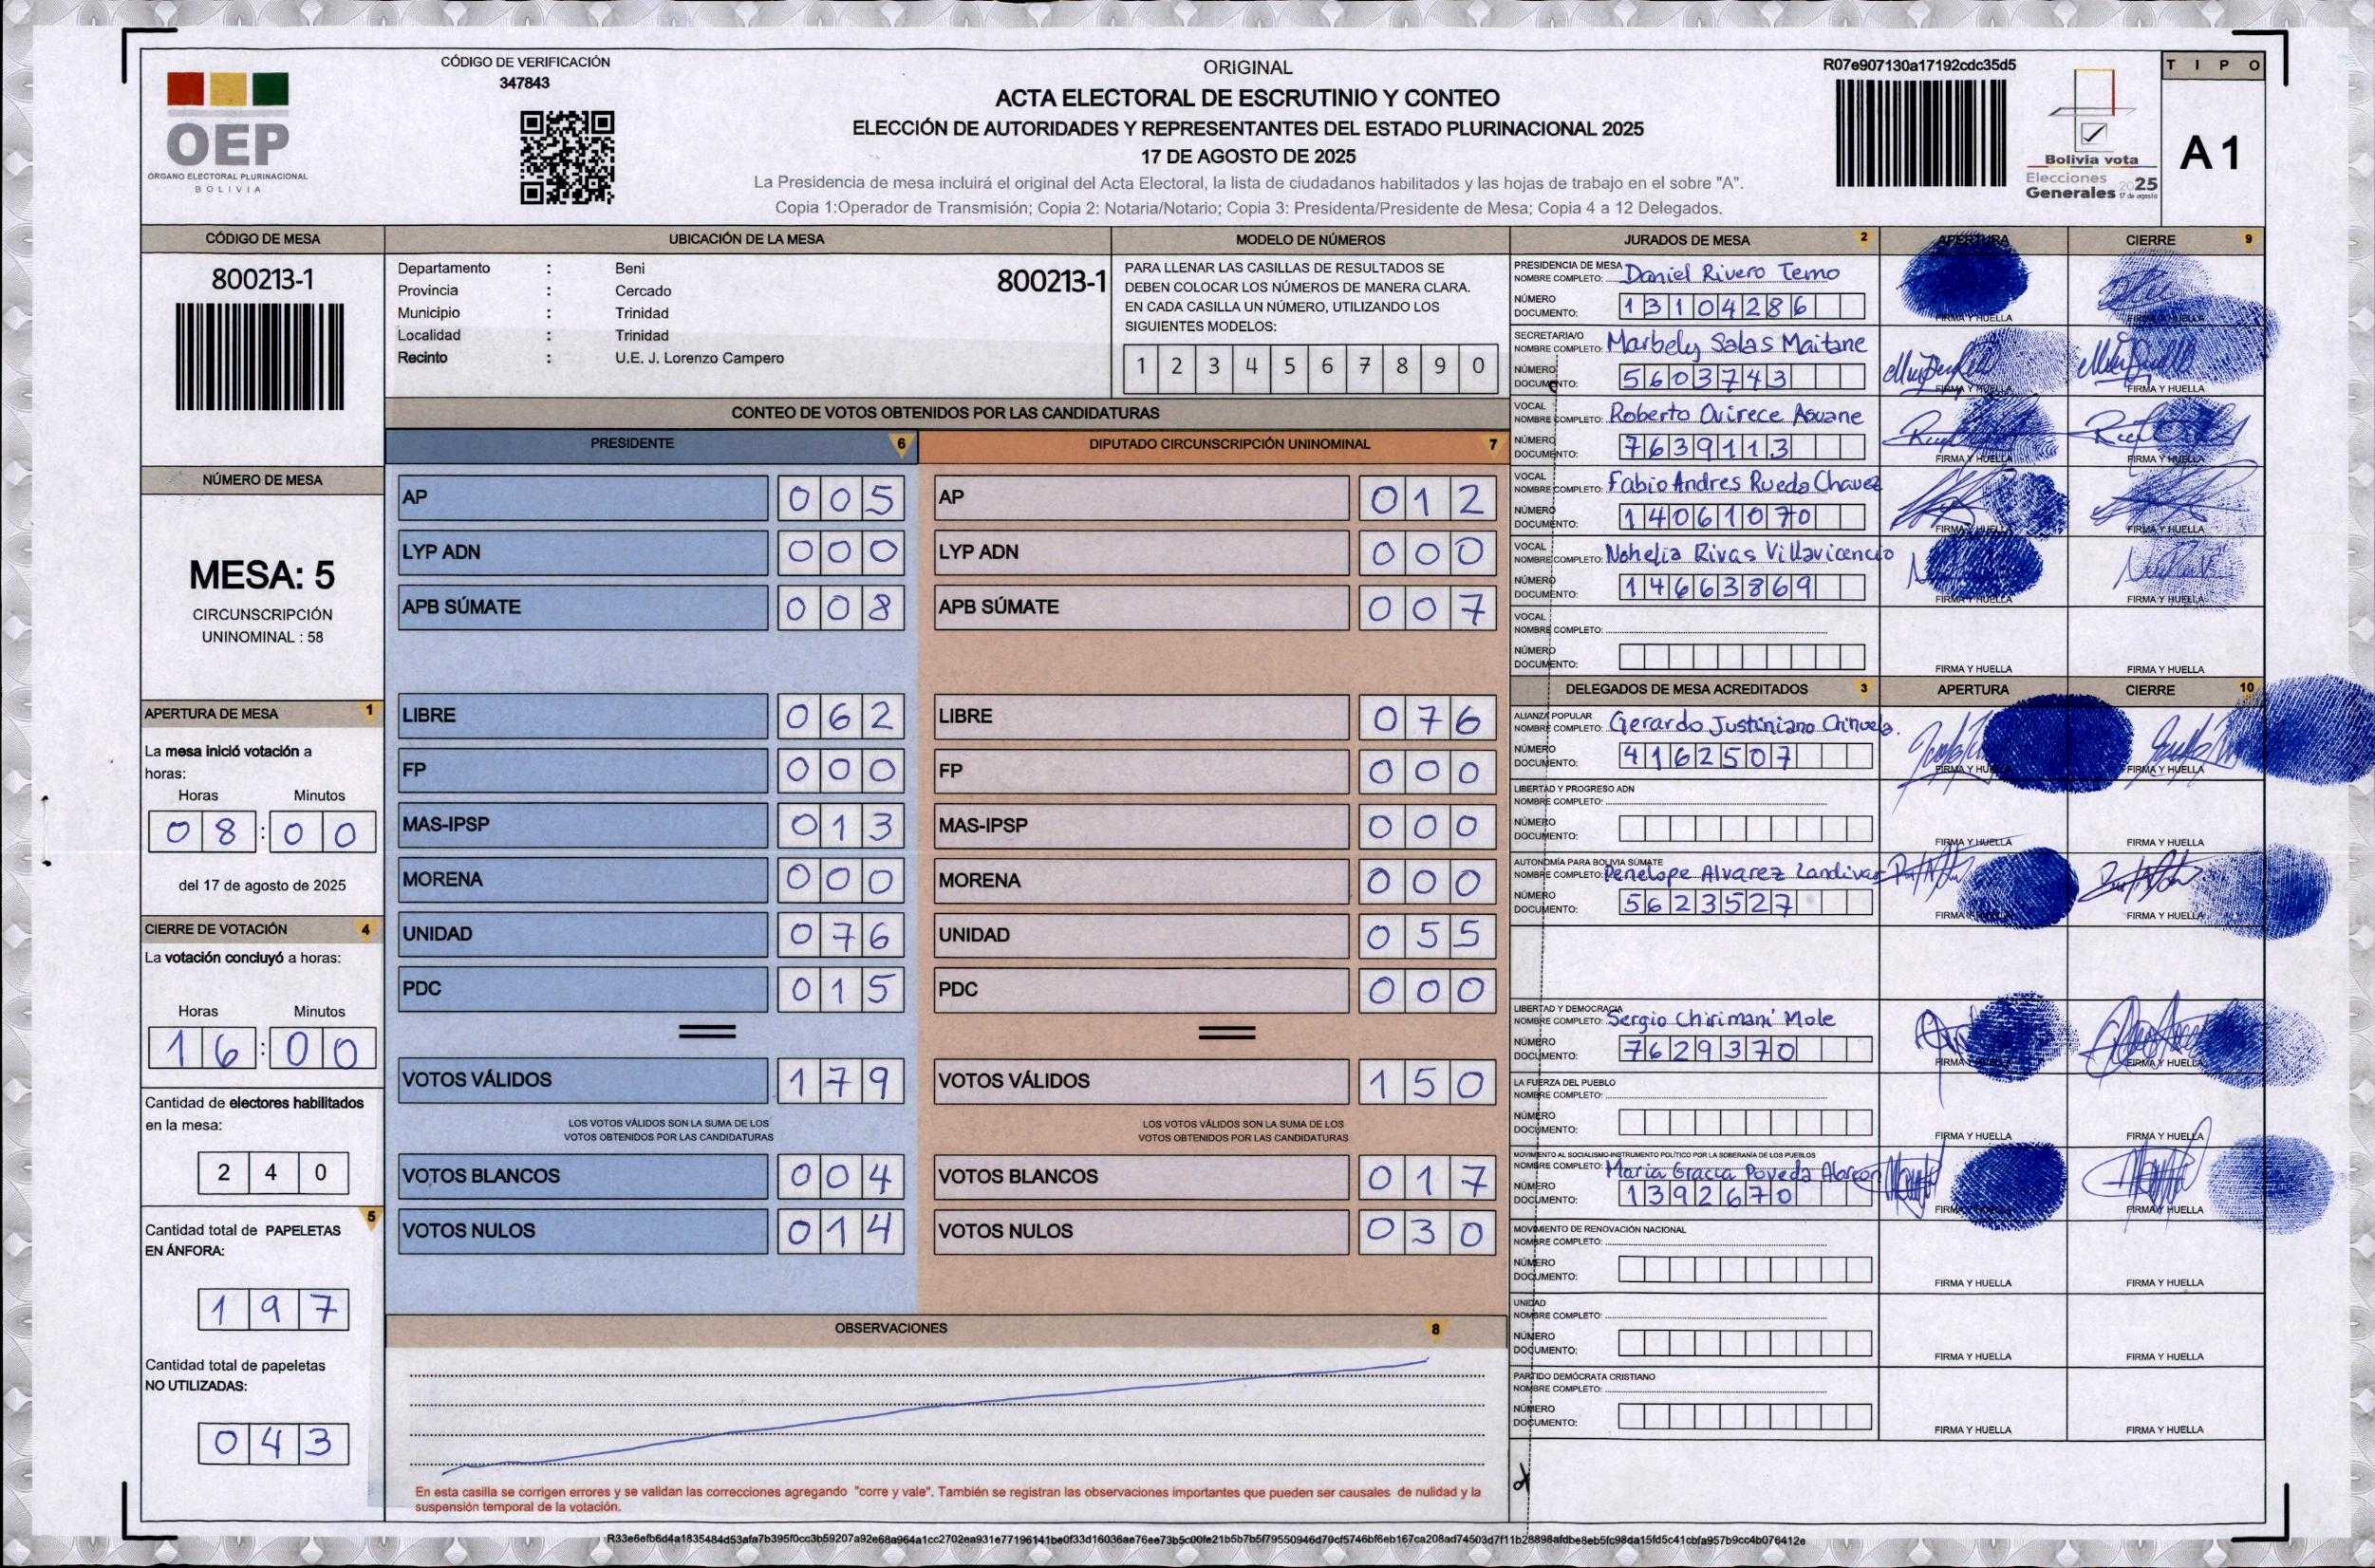 CÓDIGO DE VERIFICACIÓN
347843
OEP
ÓRGANO ELECTORAL PLURINACIONAL
BOLIVIA
ORIGINAL
ACTA ELECTORAL DE ESCRUTINIO Y CONTEO
ELECCIÓN DE AUTORIDADES Y REPRESENTANTES DEL ESTADO PLURINACIONAL 2025
17 DE AGOSTO DE 2025
La Presidencia de mesa incluirá el original del Acta Electoral, la lista de ciudadanos habilitados y las hojas de trabajo en el sobre "A".
Copia 1:Operador de Transmisión; Copia 2: Notaria/Notario; Copia 3: Presidenta/Presidente de Mesa; Copia 4 a 12 Delegados.
R07e907130a17192cdc35d5
Bolivia vota
Elecciones
Generales 2025
17 de agosto
TIPO
A 1
CÓDIGO DE MESA
800213-1
UBICACIÓN DE LA MESA
Departamento : Beni
Provincia : Cercado
Municipio : Trinidad
Localidad : Trinidad
Recinto : U.E. J. Lorenzo Campero
800213-1
MODELO DE NÚMEROS
PARA LLENAR LAS CASILLAS DE RESULTADOS SE
DEBEN COLOCAR LOS NÚMEROS DE MANERA CLARA.
EN CADA CASILLA UN NÚMERO, UTILIZANDO LOS
SIGUIENTES MODELOS:
1 2 3 4 5 6 7 8 9 0
NÚMERO DE MESA
MESA: 5
CIRCUNSCRIPCIÓN
UNINOMINAL : 58
APERTURA DE MESA 1
La mesa inició votación a
horas:
Horas Minutos
08:00
del 17 de agosto de 2025
CIERRE DE VOTACIÓN 4
La votación concluyó a horas:
Horas Minutos
16:00
Cantidad de electores habilitados
en la mesa:
240
5
Cantidad total de PAPELETAS
EN ÁNFORA:
197
Cantidad total de papeletas
NO UTILIZADAS:
043
CONTEO DE VOTOS OBTENIDOS POR LAS CANDIDATURAS
PRESIDENTE 6
AP 005
LYP ADN 000
APB SÚMATE 008
LIBRE 062
FP 000
MAS-IPSP 013
MORENA 000
UNIDAD 076
PDC 015
VOTOS VÁLIDOS 179
LOS VOTOS VÁLIDOS SON LA SUMA DE LOS
VOTOS OBTENIDOS POR LAS CANDIDATURAS
VOTOS BLANCOS 004
VOTOS NULOS 014
DIPUTADO CIRCUNSCRIPCIÓN UNINOMINAL 7
AP 012
LYP ADN 000
APB SÚMATE 007
LIBRE 076
FP 000
MAS-IPSP 000
MORENA 000
UNIDAD 055
PDC 000
VOTOS VÁLIDOS 150
LOS VOTOS VÁLIDOS SON LA SUMA DE LOS
VOTOS OBTENIDOS POR LAS CANDIDATURAS
VOTOS BLANCOS 017
VOTOS NULOS 030
OBSERVACIONES 8
En esta casilla se corrigen errores y se validan las correcciones agregando "corre y vale". También se registran las observaciones importantes que pueden ser causales de nulidad y la
suspensión temporal de la votación.
JURADOS DE MESA 2 APERTURA CIERRE 9
PRESIDENCIA DE MESA
NOMBRE COMPLETO: Daniel Rivero Temo
NÚMERO
DOCUMENTO: 13104286
FIRMA Y HUELLA FIRMA Y HUELLA
SECRETARIA/O
NOMBRE COMPLETO: Marbely Salas Maitane
NÚMERO
DOCUMENTO: 5603743
FIRMA Y HUELLA FIRMA Y HUELLA
VOCAL
NOMBRE COMPLETO: Roberto Ovirece Asuane
NÚMERO
DOCUMENTO: 7639113
FIRMA Y HUELLA FIRMA Y HUELLA
VOCAL
NOMBRE COMPLETO: Fabio Andres Rueda Chavez
NÚMERO
DOCUMENTO: 14061070
FIRMA Y HUELLA FIRMA Y HUELLA
VOCAL
NOMBRE COMPLETO: Nohelia Rivas Villavicencio
NÚMERO
DOCUMENTO: 14663869
FIRMA Y HUELLA FIRMA Y HUELLA
VOCAL
NOMBRE COMPLETO:
NÚMERO
DOCUMENTO:
FIRMA Y HUELLA FIRMA Y HUELLA
DELEGADOS DE MESA ACREDITADOS 3 APERTURA CIERRE 10
ALIANZA POPULAR
NOMBRE COMPLETO: Gerardo Justiniano
NÚMERO
DOCUMENTO: 4162507
FIRMA Y HUELLA FIRMA Y HUELLA
LIBERTAD Y PROGRESO ADN
NOMBRE COMPLETO:
NÚMERO
DOCUMENTO:
FIRMA Y HUELLA FIRMA Y HUELLA
AUTONOMÍA PARA BOLIVIA SÚMATE
NOMBRE COMPLETO: Penelope Alvarez Landivar
NÚMERO
DOCUMENTO: 5623527
FIRMA Y HUELLA FIRMA Y HUELLA
LIBERTAD Y DEMOCRACIA
NOMBRE COMPLETO: Sergio Chirimani Mole
NÚMERO
DOCUMENTO: 7629370
FIRMA Y HUELLA FIRMA Y HUELLA
LA FUERZA DEL PUEBLO
NOMBRE COMPLETO:
NÚMERO
DOCUMENTO:
FIRMA Y HUELLA FIRMA Y HUELLA
MOVIMIENTO AL SOCIALISMO-INSTRUMENTO POLÍTICO POR LA SOBERANÍA DE LOS PUEBLOS
NOMBRE COMPLETO: Maria Gracia Poveda Alarcon
NÚMERO
DOCUMENTO: 1392670
FIRMA Y HUELLA FIRMA Y HUELLA
MOVIMIENTO DE RENOVACIÓN NACIONAL
NOMBRE COMPLETO:
NÚMERO
DOCUMENTO:
FIRMA Y HUELLA FIRMA Y HUELLA
UNIDAD
NOMBRE COMPLETO:
NÚMERO
DOCUMENTO:
FIRMA Y HUELLA FIRMA Y HUELLA
PARTIDO DEMÓCRATA CRISTIANO
NOMBRE COMPLETO:
NÚMERO
DOCUMENTO:
FIRMA Y HUELLA FIRMA Y HUELLA